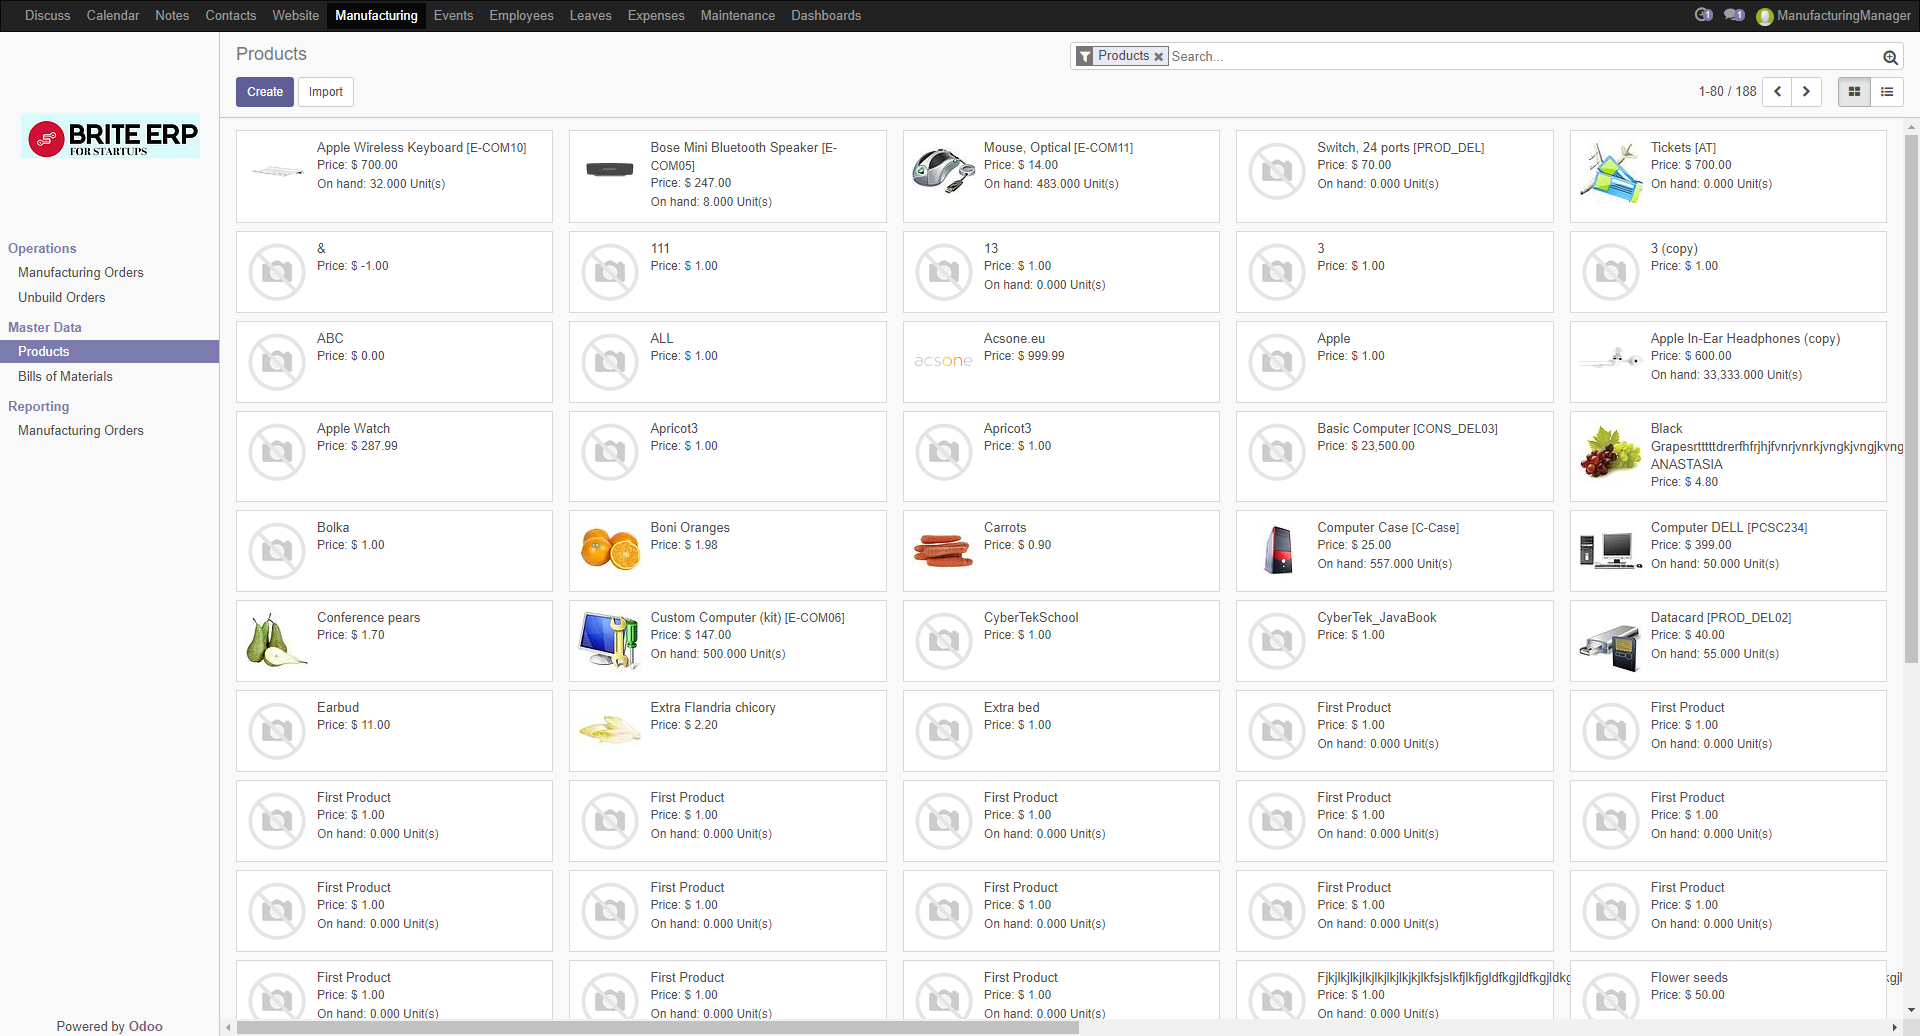 Discuss Calendar Notes Contacts Website Manufacturing Events Employees Leaves Expenses Maintenance Dashboards 1 1 ManufacturingManager
Products
Products Search...
Create Import
1-80 / 188
BRITE ERP
FOR STARTUPS
Operations
Manufacturing Orders
Unbuild Orders
Master Data
Products
Bills of Materials
Reporting
Manufacturing Orders
Powered by Odoo
Apple Wireless Keyboard [E-COM10]
Price: $ 700.00
On hand: 32.000 Unit(s)
Bose Mini Bluetooth Speaker [E-
COM05]
Price: $ 247.00
On hand: 8.000 Unit(s)
Mouse, Optical [E-COM11]
Price: $ 14.00
On hand: 483.000 Unit(s)
Switch, 24 ports [PROD_DEL]
Price: $ 70.00
On hand: 0.000 Unit(s)
Tickets [AT]
Price: $ 700.00
On hand: 0.000 Unit(s)
&
Price: $ -1.00
111
Price: $ 1.00
13
Price: $ 1.00
On hand: 0.000 Unit(s)
3
Price: $ 1.00
3 (copy)
Price: $ 1.00
ABC
Price: $ 0.00
ALL
Price: $ 1.00
acsone
Acsone.eu
Price: $ 999.99
Apple
Price: $ 1.00
Apple In-Ear Headphones (copy)
Price: $ 600.00
On hand: 33,333.000 Unit(s)
Apple Watch
Price: $ 287.99
Apricot3
Price: $ 1.00
Apricot3
Price: $ 1.00
Basic Computer [CONS_DEL03]
Price: $ 23,500.00
Black
ANASTASIA
Price: $ 4.80
Bolka
Price: $ 1.00
Boni Oranges
Price: $ 1.98
Carrots
Price: $ 0.90
Computer Case [C-Case]
Price: $ 25.00
On hand: 557.000 Unit(s)
Computer DELL [PCSC234]
Price: $ 399.00
On hand: 50.000 Unit(s)
Conference pears
Price: $ 1.70
Custom Computer (kit) [E-COM06]
Price: $ 147.00
On hand: 500.000 Unit(s)
CyberTekSchool
Price: $ 1.00
CyberTek_JavaBook
Price: $ 1.00
Datacard [PROD_DEL02]
Price: $ 40.00
On hand: 55.000 Unit(s)
Earbud
Price: $ 11.00
Extra Flandria chicory
Price: $ 2.20
Extra bed
Price: $ 1.00
First Product
Price: $ 1.00
On hand: 0.000 Unit(s)
First Product
Price: $ 1.00
On hand: 0.000 Unit(s)
First Product
Price: $ 1.00
On hand: 0.000 Unit(s)
First Product
Price: $ 1.00
On hand: 0.000 Unit(s)
First Product
Price: $ 1.00
On hand: 0.000 Unit(s)
First Product
Price: $ 1.00
On hand: 0.000 Unit(s)
First Product
Price: $ 1.00
On hand: 0.000 Unit(s)
First Product
Price: $ 1.00
On hand: 0.000 Unit(s)
First Product
Price: $ 1.00
On hand: 0.000 Unit(s)
First Product
Price: $ 1.00
On hand: 0.000 Unit(s)
First Product
Price: $ 1.00
On hand: 0.000 Unit(s)
First Product
Price: $ 1.00
On hand: 0.000 Unit(s)
First Product
Price: $ 1.00
On hand: 0.000 Unit(s)
First Product
Price: $ 1.00
On hand: 0.000 Unit(s)
First Product
Price: $ 1.00
On hand: 0.000 Unit(s)
Price: $ 1.00
On hand: 0.000 Unit(s)
Flower seeds
Price: $ 50.00